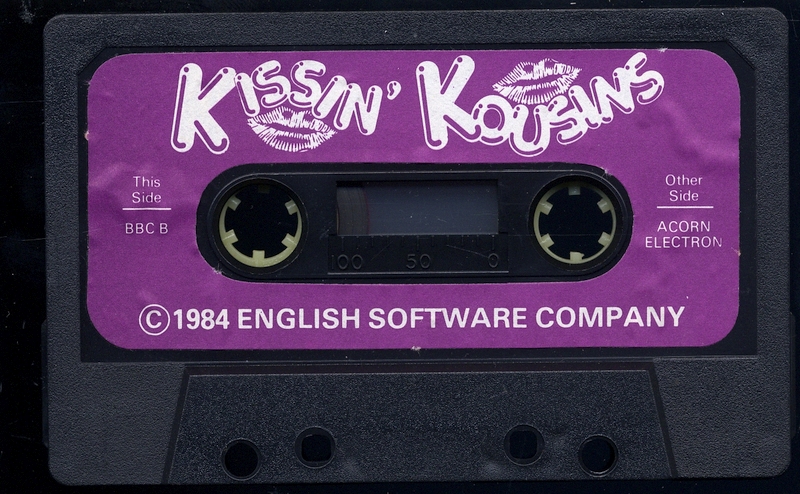 KISSIN' KOUSINS
This
Side
BBC B
Other
Side
ACORN
ELECTRON
100 50 0
©1984 ENGLISH SOFTWARE COMPANY